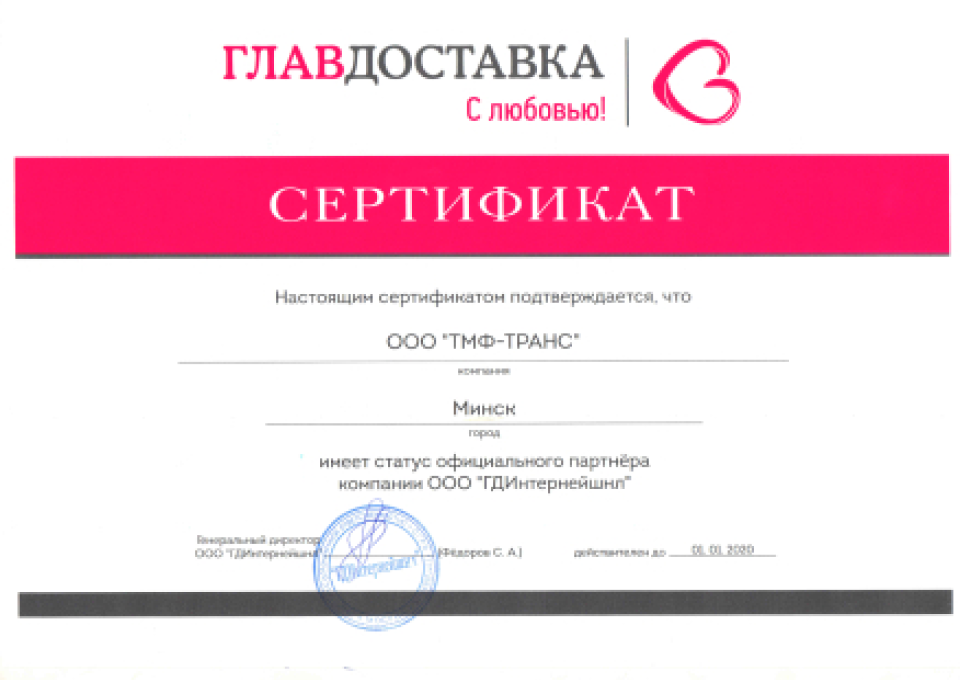 ГЛАВДОСТАВКА
С любовью!
СЕРТИФИКАТ
Настоящим сертификатом подтверждается, что
ООО "ТМФ-ТРАНС"
компания
Минск
город
имеет статус официального партнёра
компании ООО "ГДИнтернейшнл"
Генеральный директор
ООО "ГДИнтернейшнл" (Фёдоров С. А.) действителен до 01. 01. 2020
"ГДИнтернейшнл"